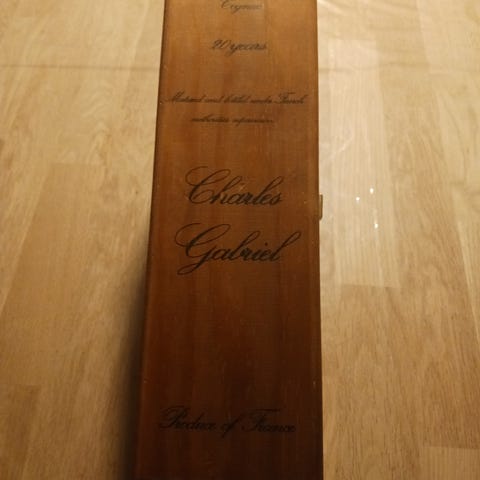 Cognac
20 years
Matured and bottled under French
authorities supervision
Charles
Gabriel
Produce of France